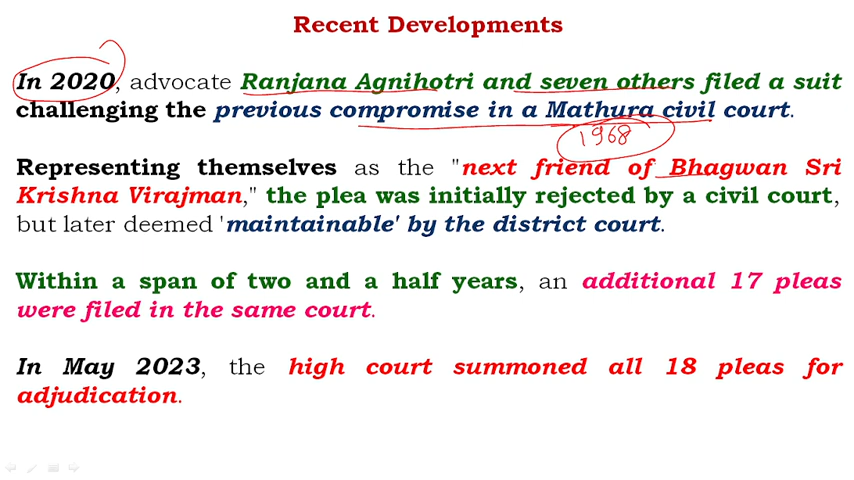 Recent Developments
In 2020, advocate Ranjana Agnihotri and seven others filed a suit
challenging the previous compromise in a Mathura civil court.
1968
Representing themselves as the "next friend of Bhagwan Sri
Krishna Virajman," the plea was initially rejected by a civil court,
but later deemed 'maintainable' by the district court.
Within a span of two and a half years, an additional 17 pleas
were filed in the same court.
In May 2023, the high court summoned all 18 pleas for
adjudication.